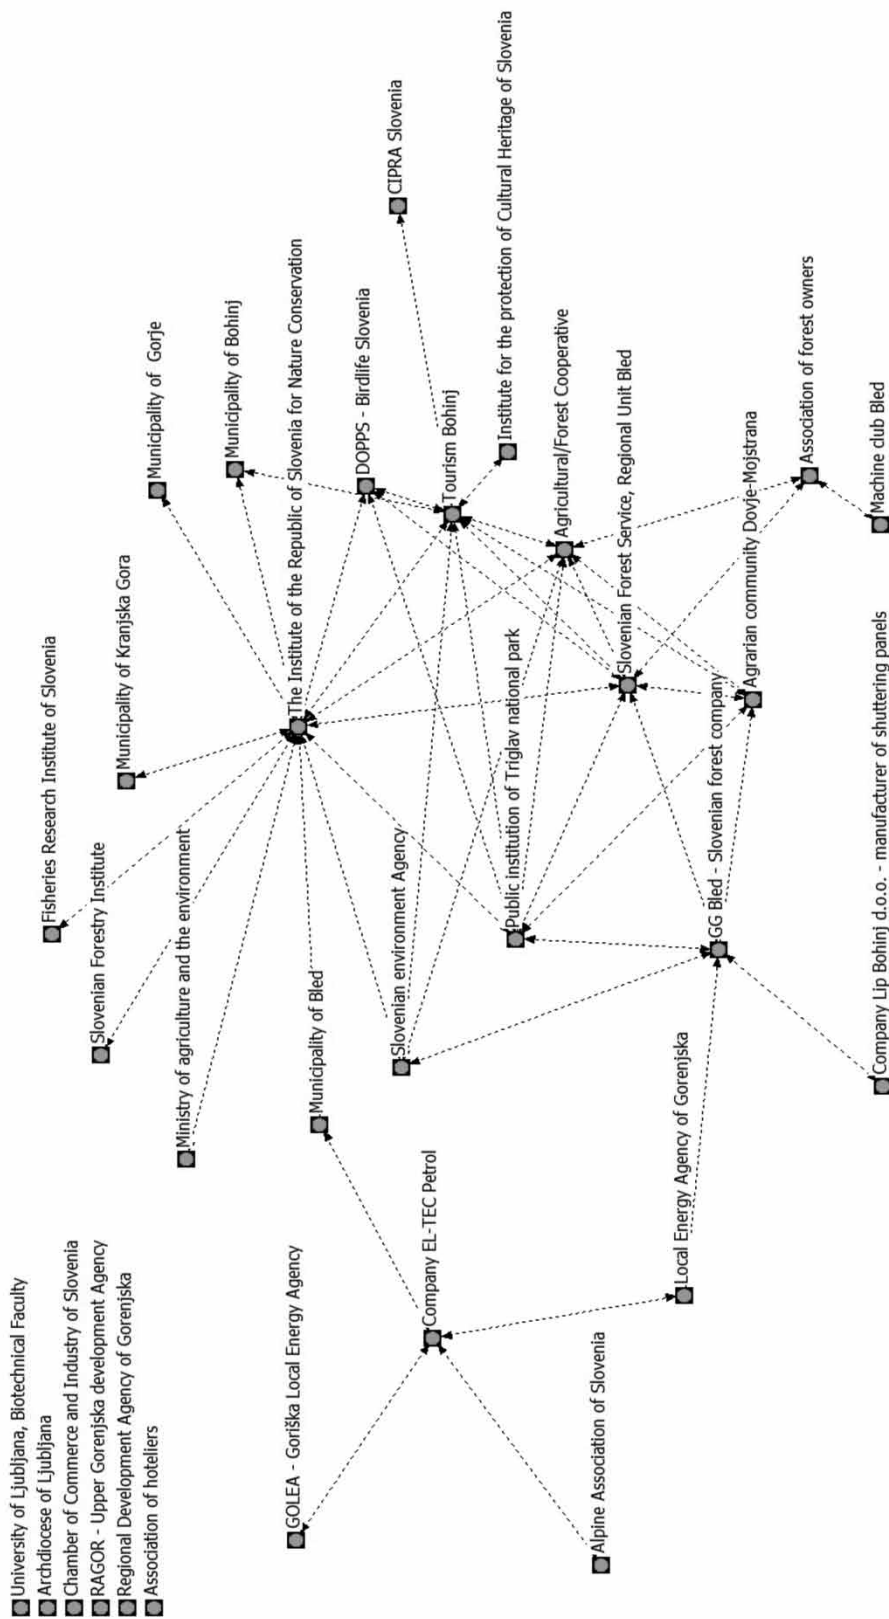 University of Ljubljana, Biotechnical Faculty
Archdiocese of Ljubljana
Chamber of Commerce and Industry of Slovenia
RAGOR - Upper Gorenjska development Agency
Regional Development Agency of Gorenjska
Association of hoteliers
Fisheries Research Institute of Slovenia
Slovenian Forestry Institute
Municipality of Kranjska Gora
Municipality of Gorje
Ministry of agriculture and the environment
Municipality of Bohinj
GOLEA - Goriška Local Energy Agency
The Institute of the Republic of Slovenia for Nature Conservation
Municipality of Bled
DOPPS - Birdlife Slovenia
CIPRA Slovenia
Slovenian environment Agency
Company EL-TEC Petrol
Tourism Bohinj
Institute for the protection of Cultural Heritage of Slovenia
Public institution of Triglav national park
Agricultural/Forest Cooperative
Alpine Association of Slovenia
Slovenian Forest Service, Regional Unit Bled
Local Energy Agency of Gorenjska
GG Bled - Slovenian forest company
Agrarian community Dovje-Mojstrana
Association of forest owners
Company Lip Bohinj d.o.o. - manufacturer of shuttering panels
Machine club Bled